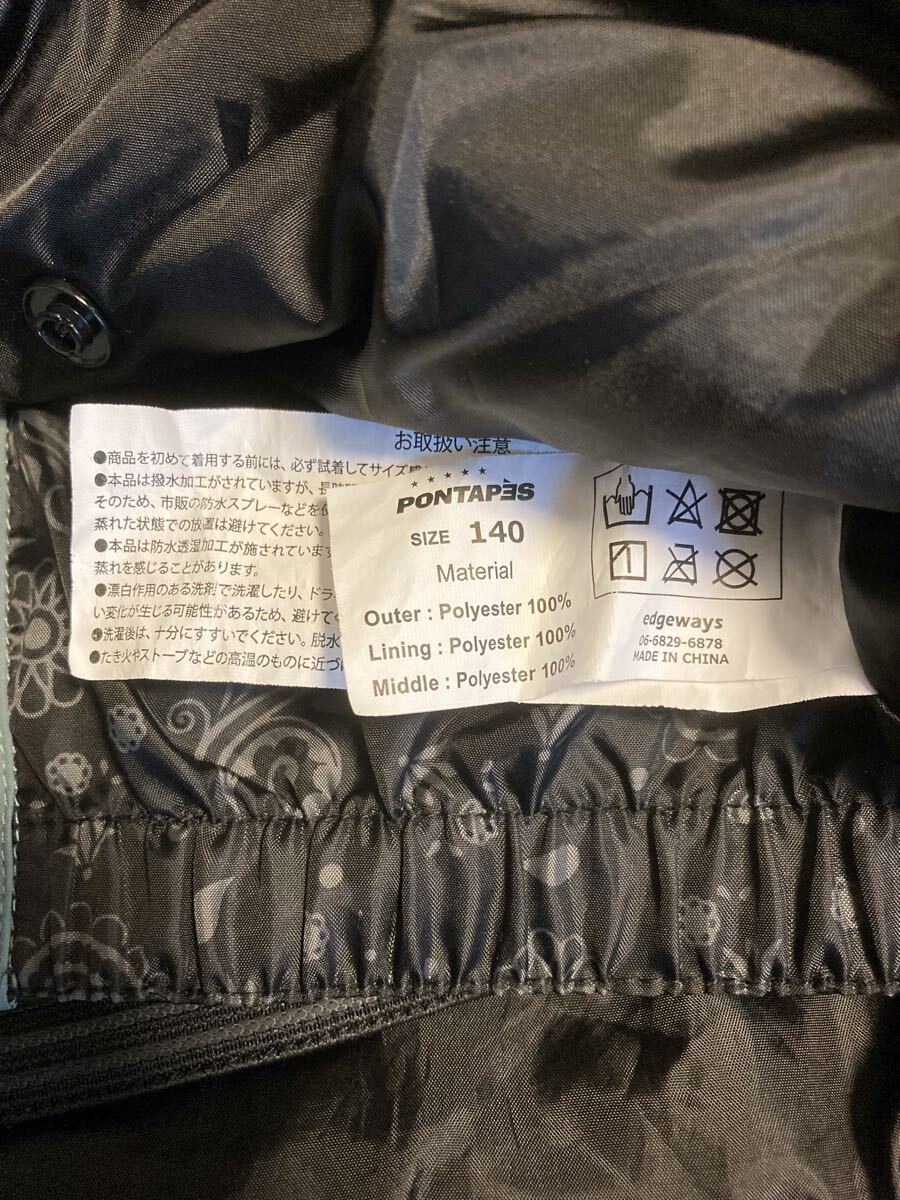 お取扱い注意
●商品を初めて着用する前には、必ず試着してサイズ感
●本品は撥水加工がされていますが、長時間
そのため、市販の防水スプレーなどを使
蒸れた状態での放置は避けてください。
●本品は防水透湿加工が施されています
蒸れを感じることがあります。
●漂白作用のある洗剤で洗濯したり、ドラ
い変化が生じる可能性があるため、避けて
●洗濯後は、十分にすすいでください。脱水
●たき火やストーブなどの高温のものに近づ
PONTAPÈS
SIZE 140
Material
Outer : Polyester 100%
Lining : Polyester 100%
Middle : Polyester 100%
edgeways
06-6829-6878
MADE IN CHINA